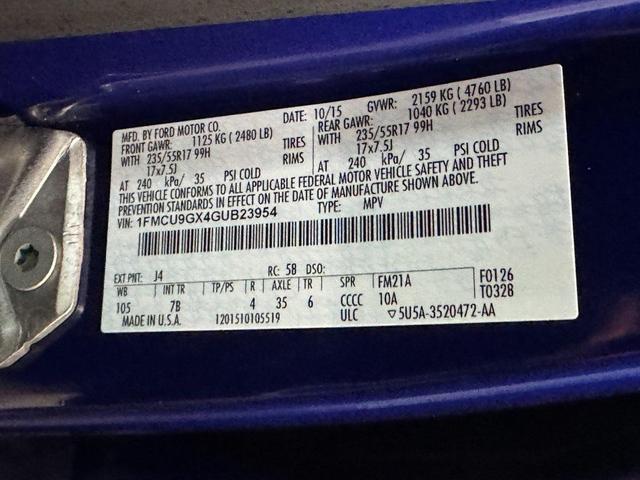 MFD. BY FORD MOTOR CO. DATE: 10/15 GVWR: 2159 KG ( 4760 LB)
FRONT GAWR: 1125 KG ( 2480 LB) REAR GAWR: 1040 KG ( 2293 LB)
WITH 235/55R17 99H TIRES WITH 235/55R17 99H TIRES
17x7.5J RIMS 17x7.5J RIMS
AT 240 kPa/ 35 PSI COLD AT 240 kPa/ 35 PSI COLD
THIS VEHICLE CONFORMS TO ALL APPLICABLE FEDERAL MOTOR VEHICLE SAFETY AND THEFT
PREVENTION STANDARDS IN EFFECT ON THE DATE OF MANUFACTURE SHOWN ABOVE.
VIN: 1FMCU9GX4GUB23954 TYPE: MPV
EXT PNT: J4 RC: 58 DSO: FM21A F0126
WB INT TR TP/PS R AXLE TR SPR T0328
105 7B 4 35 6 CCCC 10A
MADE IN U.S.A. 1201510105519 ULC ▽5U5A-3520472-AA